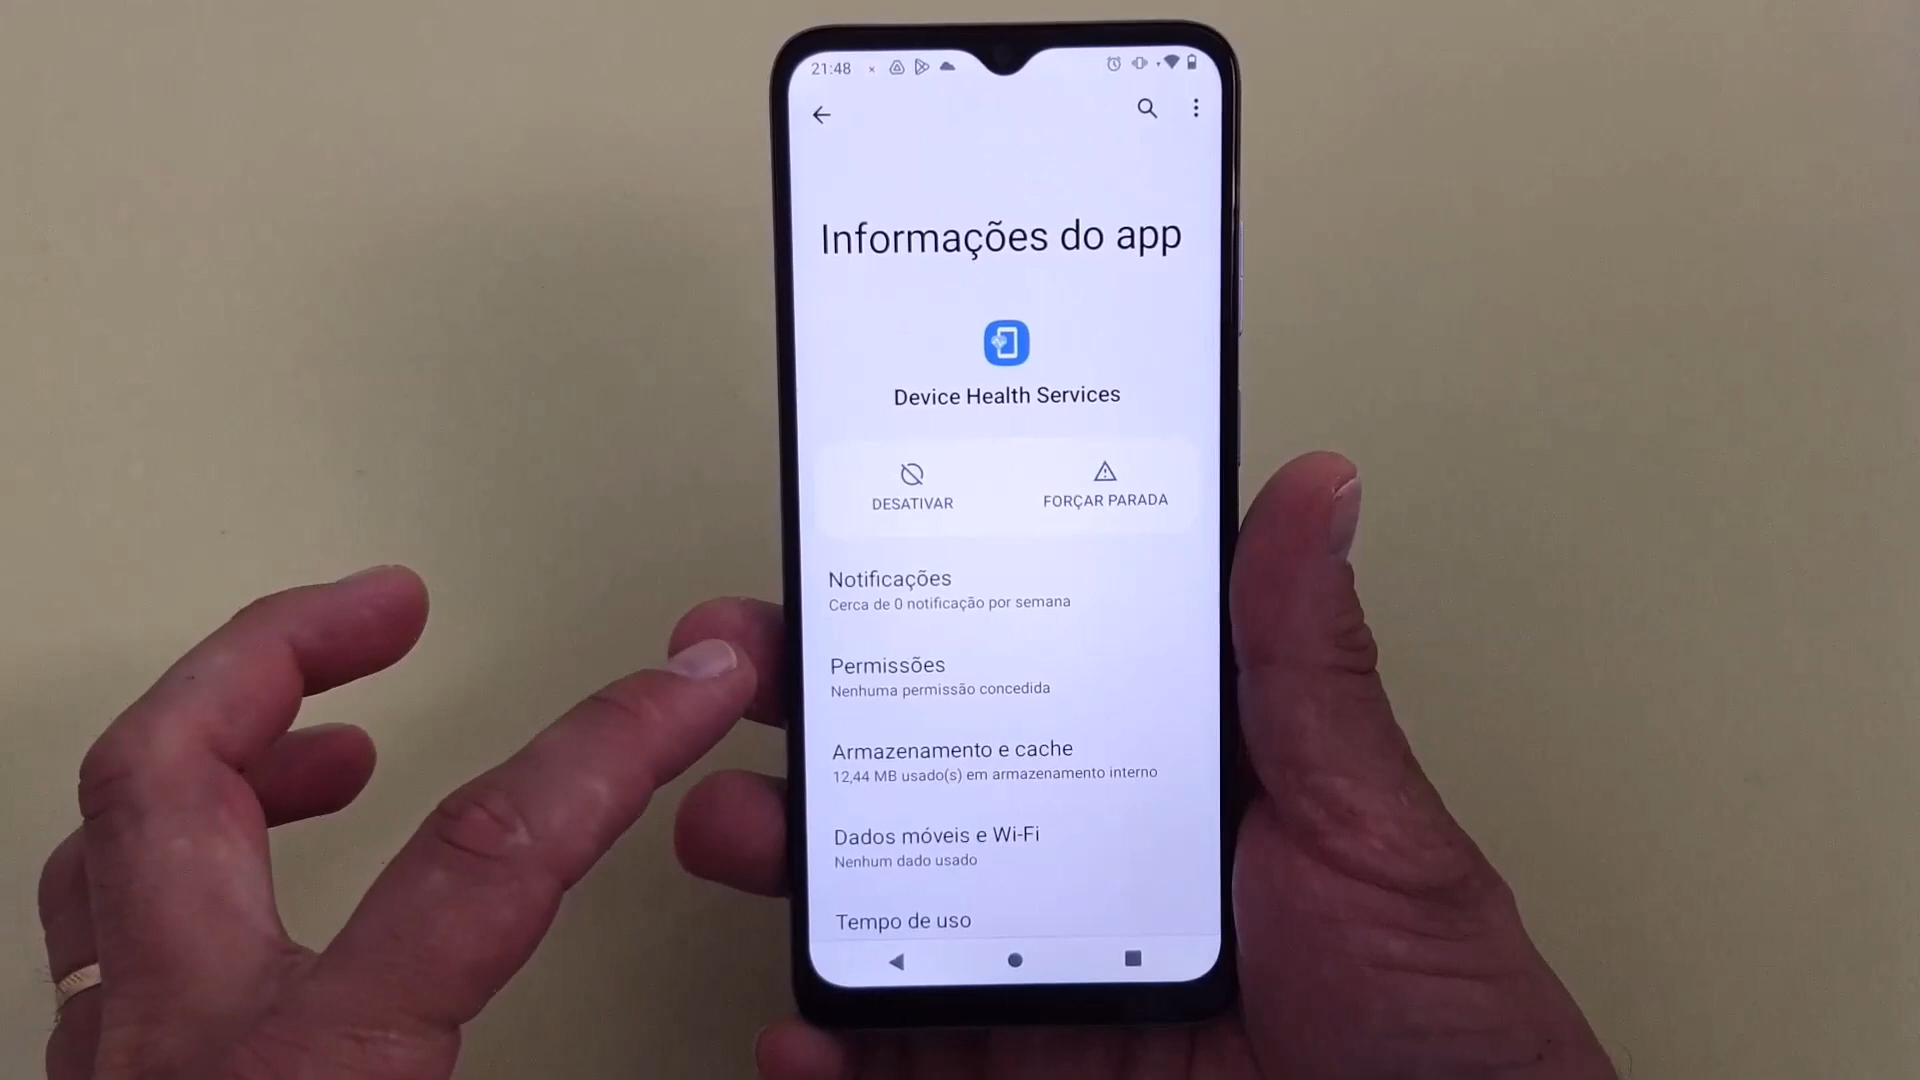 21:48
Informações do app
Device Health Services
DESATIVAR
FORÇAR PARADA
Notificações
Cerca de 0 notificação por semana
Permissões
Nenhuma permissão concedida
Armazenamento e cache
12,44 MB usado(s) em armazenamento interno
Dados móveis e Wi-Fi
Nenhum dado usado
Tempo de uso